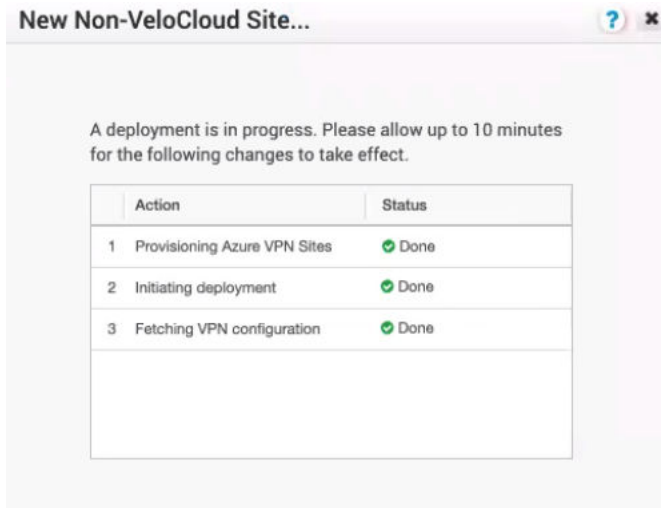 New Non-VeloCloud Site...
?
A deployment is in progress. Please allow up to 10 minutes
for the following changes to take effect.
Action Status
1 Provisioning Azure VPN Sites Done
2 Initiating deployment Done
3 Fetching VPN configuration Done